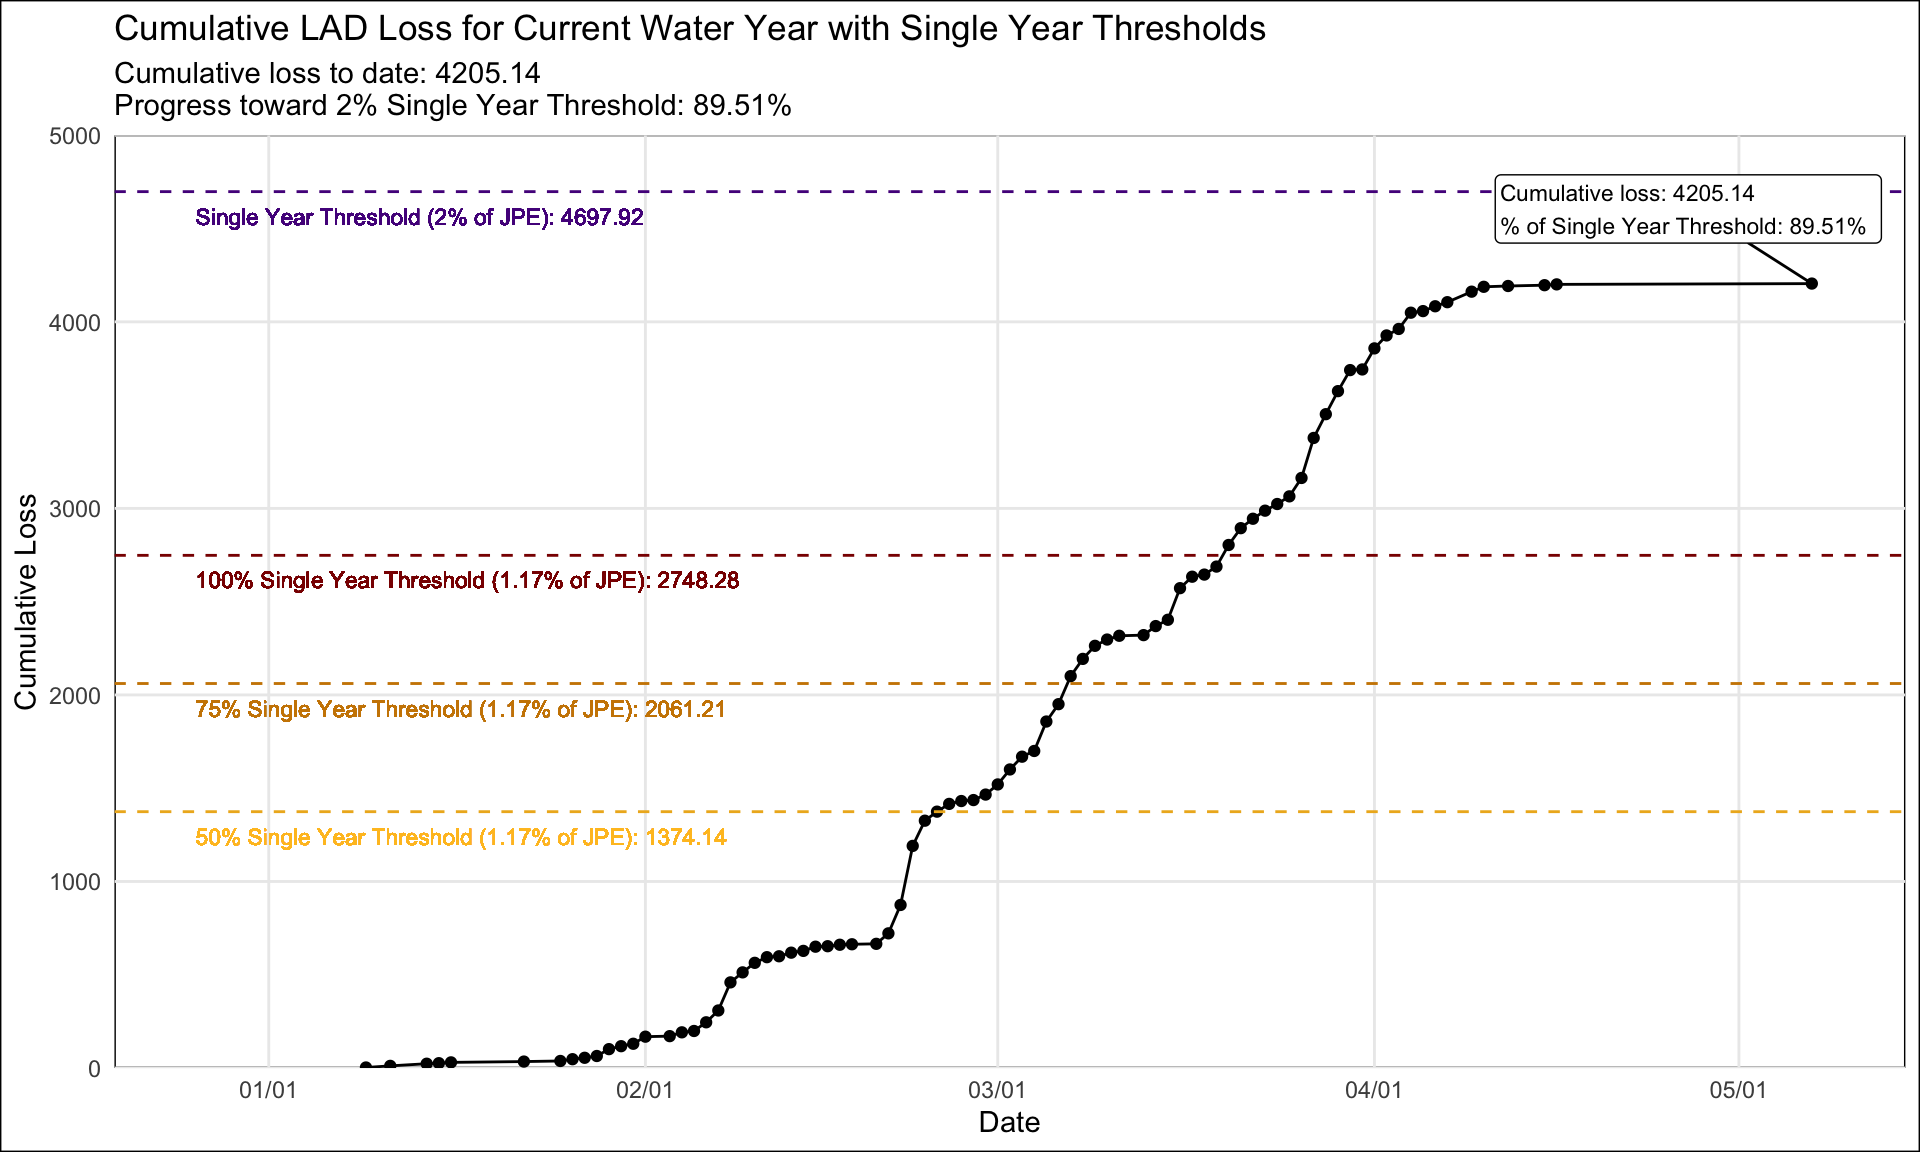 Cumulative LAD Loss for Current Water Year with Single Year Thresholds
Cumulative loss to date: 4205.14
Progress toward 2% Single Year Threshold: 89.51%
5000
Cumulative loss: 4205.14
% of Single Year Threshold: 89.51%
Single Year Threshold (2% of JPE): 4697.92
4000
3000
100% Single Year Threshold (1.17% of JPE): 2748.28
2000
75% Single Year Threshold (1.17% of JPE): 2061.21
50% Single Year Threshold (1.17% of JPE): 1374.14
1000
0
Cumulative Loss
01/01
02/01
03/01
04/01
05/01
Date